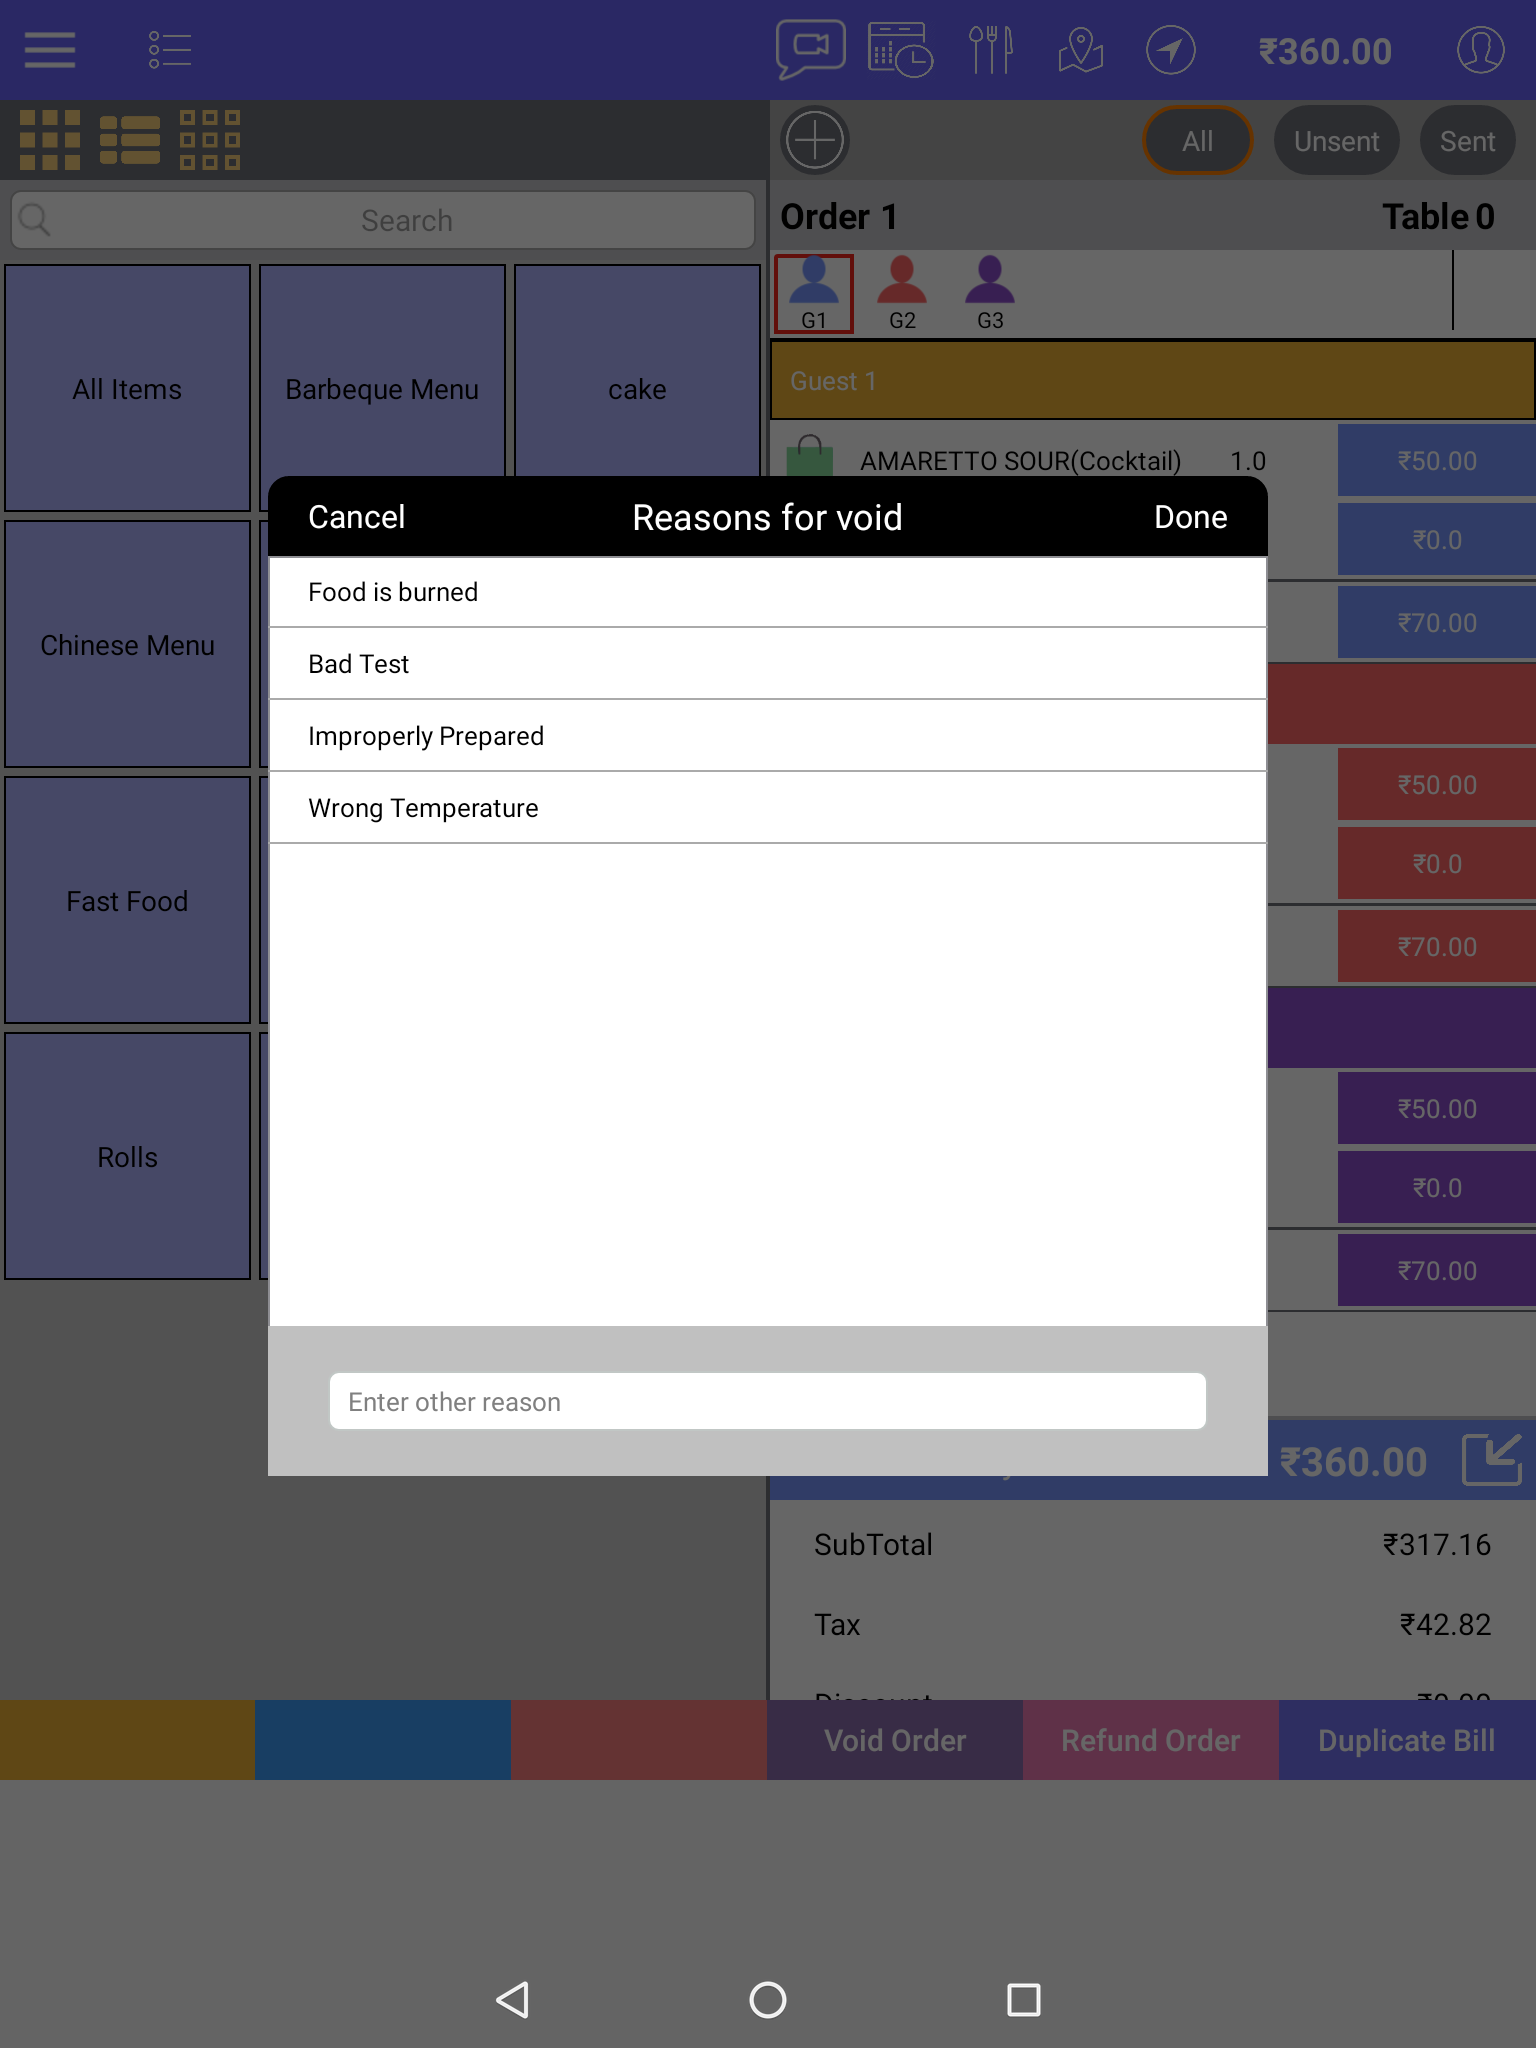 ₹360.00
All Unsent Sent
Search
Order 1 Table 0
G1 G2 G3
Guest 1
All Items Barbeque Menu cake
AMARETTO SOUR(Cocktail) 1.0 ₹50.00
Cancel Reasons for void Done
₹0.0
Food is burned
₹70.00
Chinese Menu
Bad Test
Improperly Prepared
₹50.00
Wrong Temperature
₹0.0
Fast Food
₹70.00
₹50.00
Rolls
₹0.0
₹70.00
Enter other reason
₹360.00
SubTotal ₹317.16
Tax ₹42.82
Void Order Refund Order Duplicate Bill